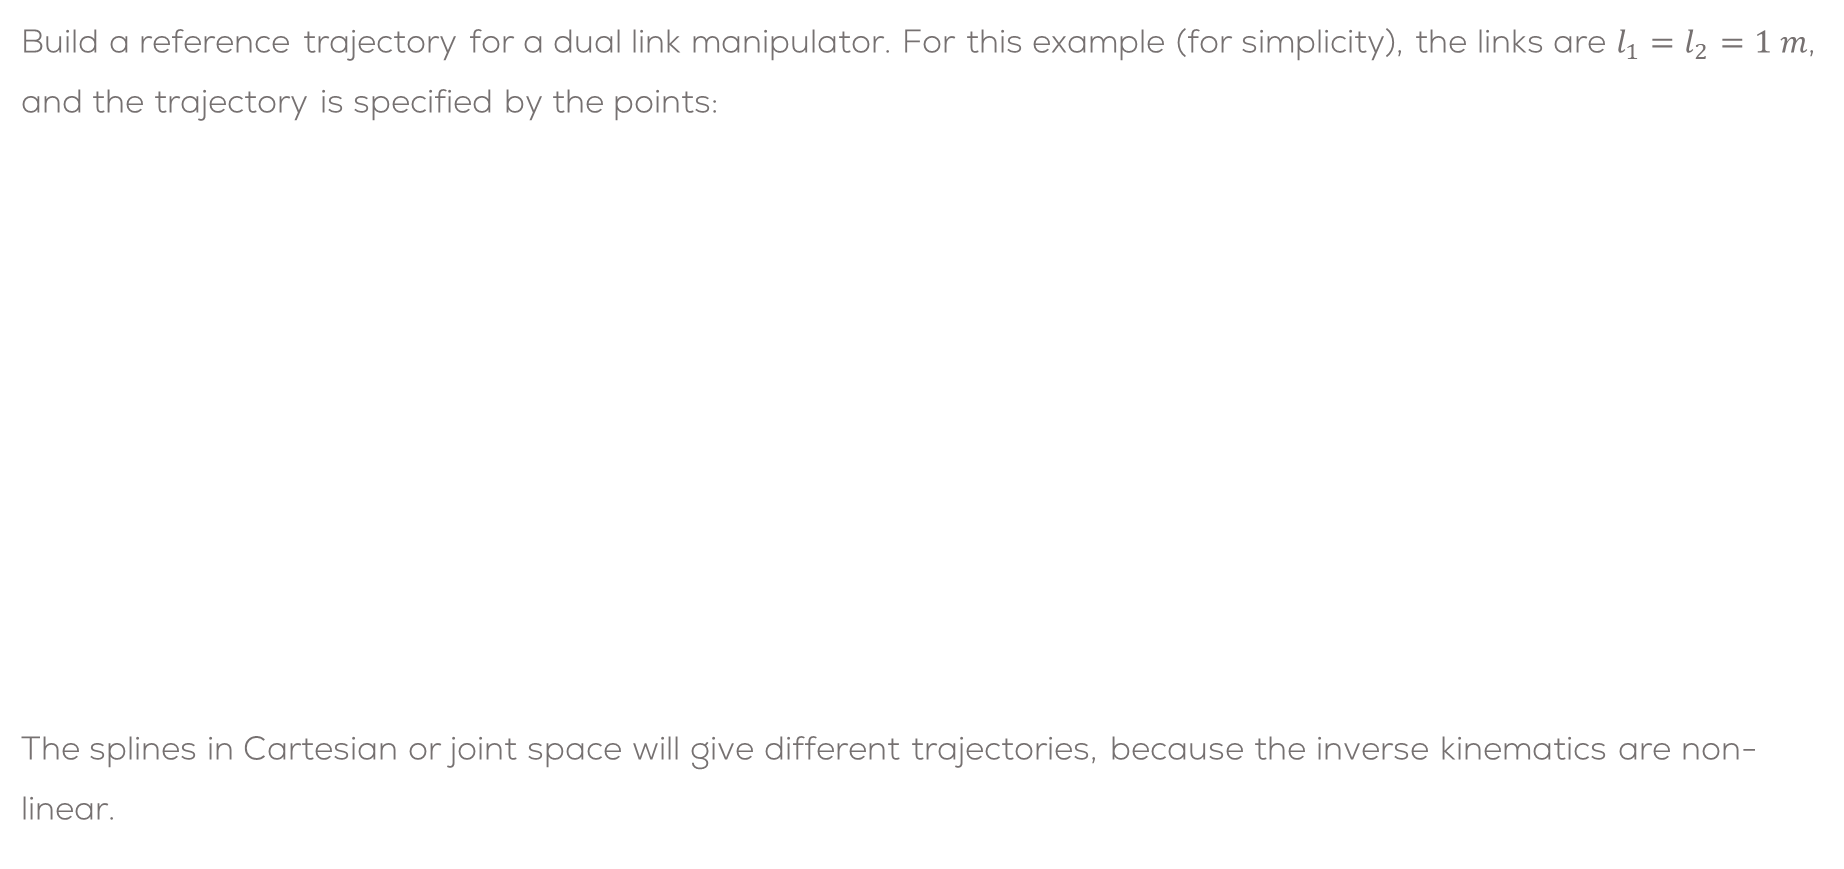 Build a reference trajectory for a dual link manipulator. For this example (for simplicity), the links are l₁ = l₂ = 1 m,
and the trajectory is specified by the points:
The splines in Cartesian or joint space will give different trajectories, because the inverse kinematics are non-
linear.